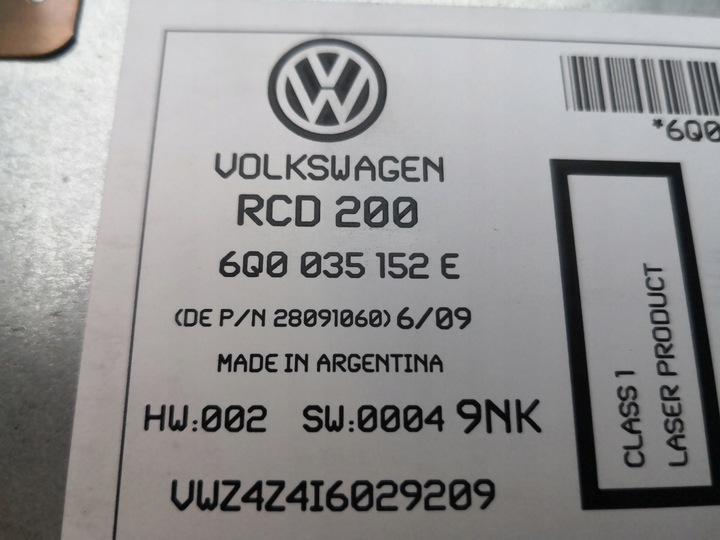 VOLKSWAGEN
RCD 200
6Q0 035 152 E
(DE P/N 28091060) 6/09
MADE IN ARGENTINA
HW:002 SW:0004 9NK
VWZ4Z4I6029209
*6Q0
CLASS 1
LASER PRODUCT